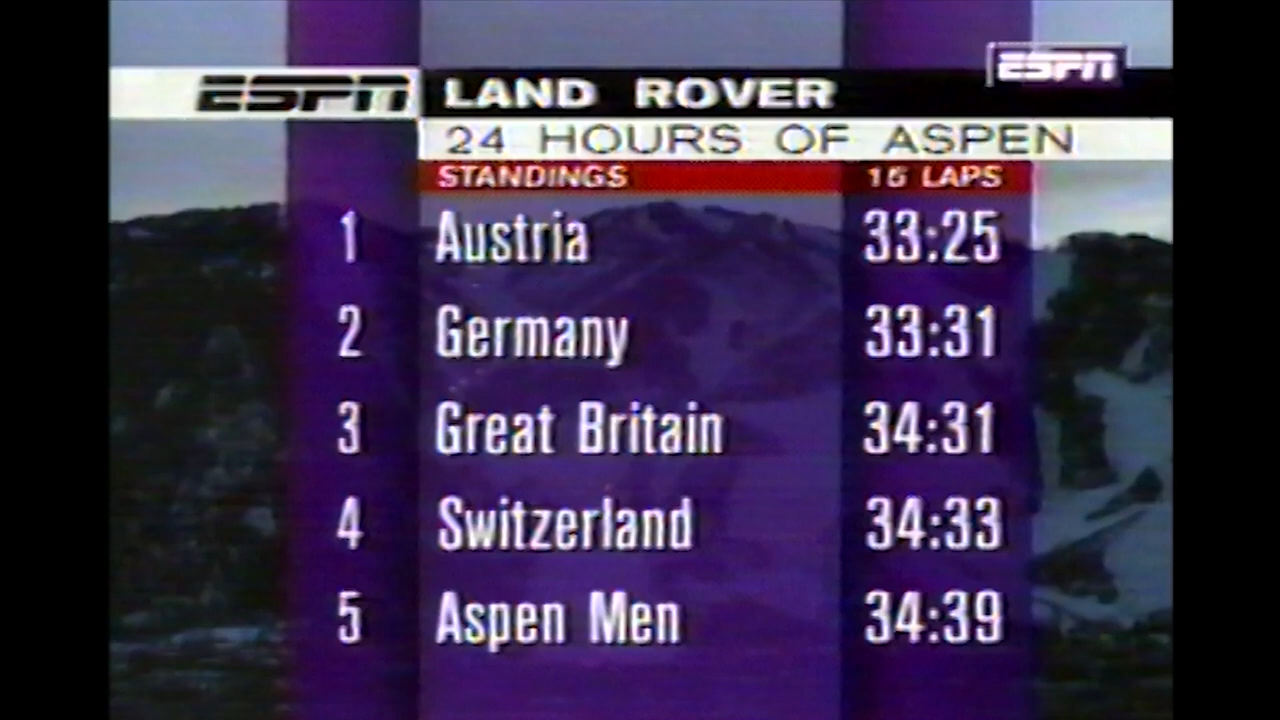 ESPN
ESPN LAND ROVER
24 HOURS OF ASPEN
STANDINGS 16 LAPS
1 Austria 33:25
2 Germany 33:31
3 Great Britain 34:31
4 Switzerland 34:33
5 Aspen Men 34:39